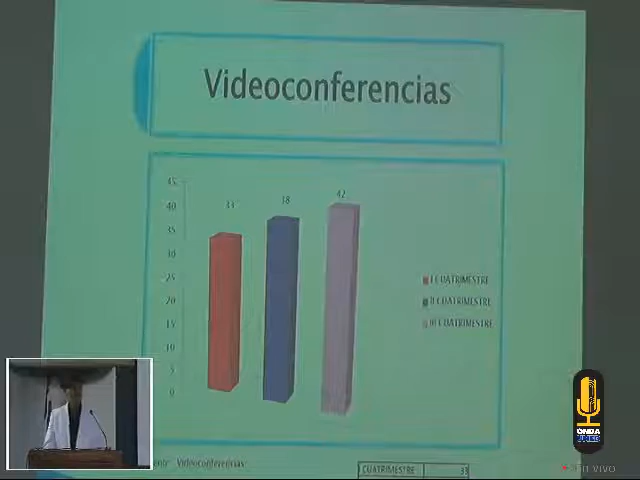 Videoconferencias
45
40
35
30
25
20
15
10
5
0
33
38
42
I CUATRIMESTRE
II CUATRIMESTRE
III CUATRIMESTRE
Videoconferencias
CUATRIMESTRE 33
ONDA
UNED
EN VIVO